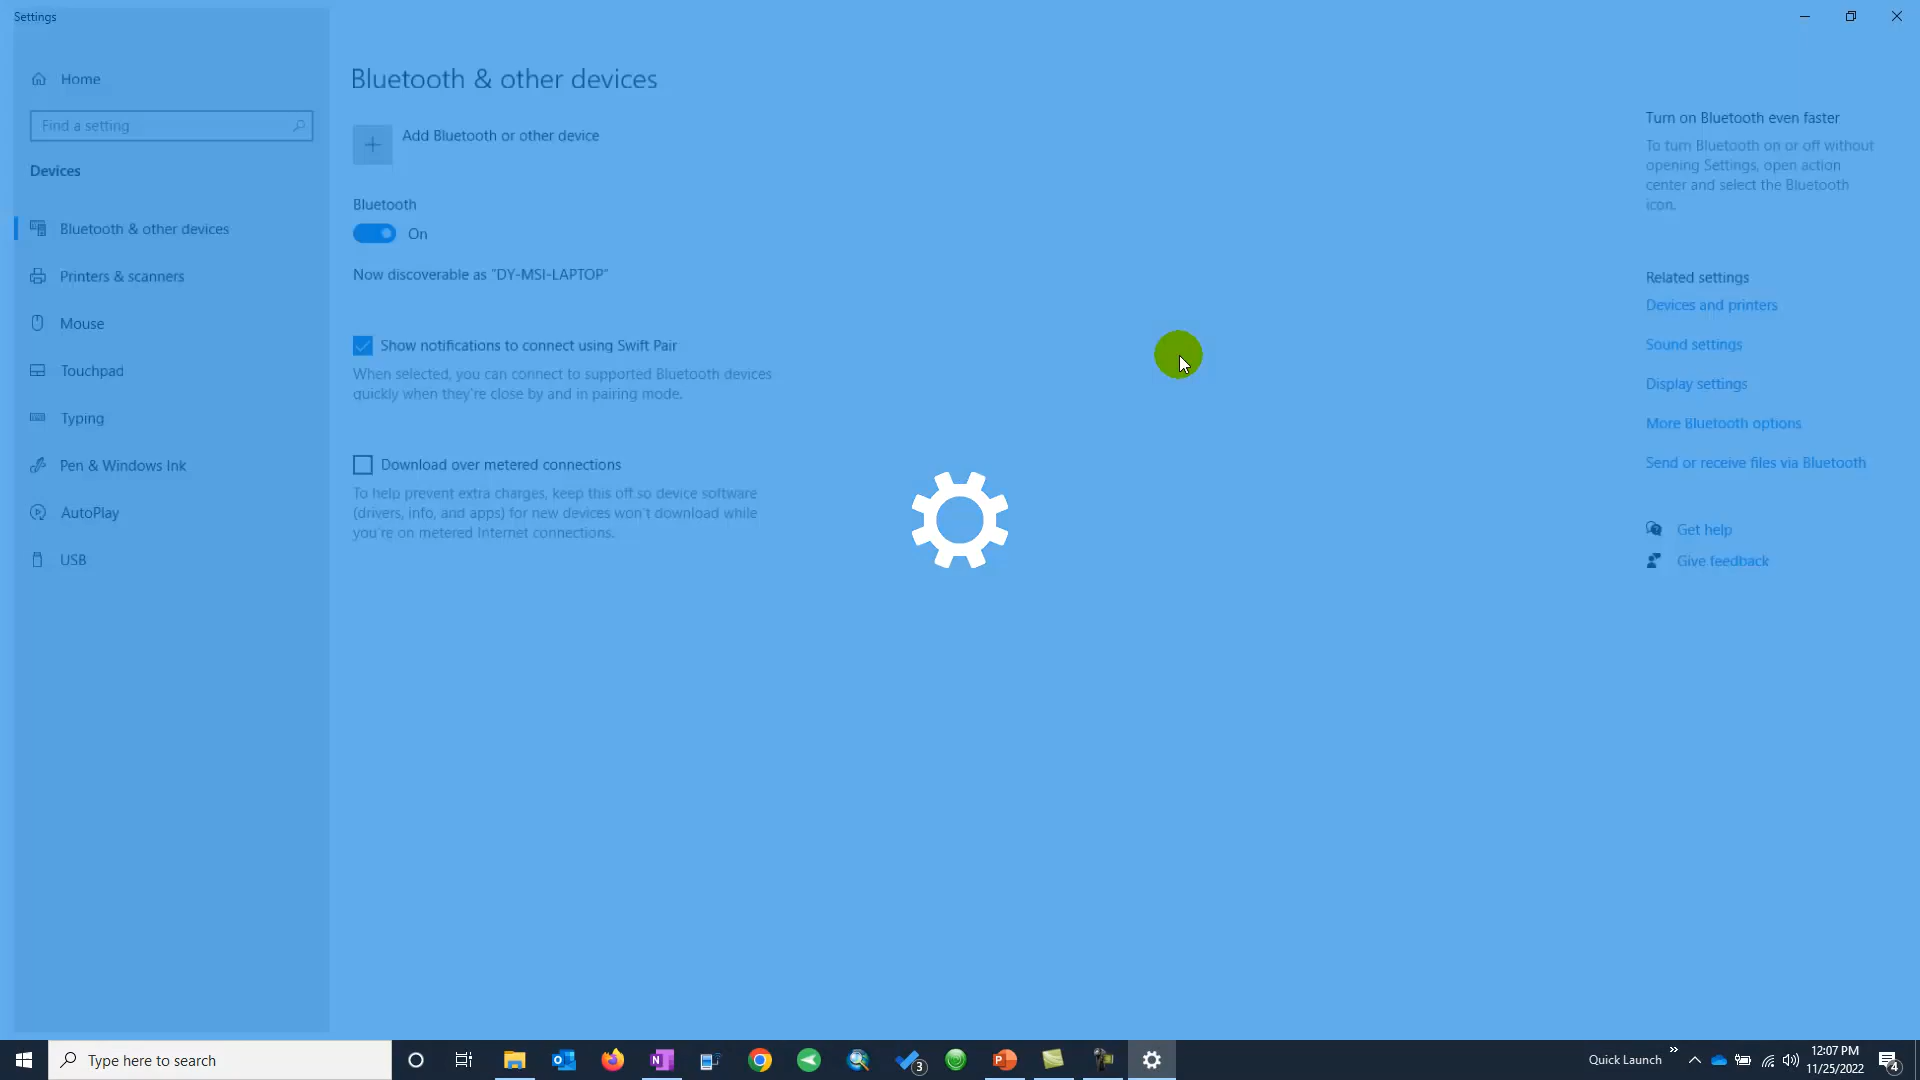 Settings
Home
Find a setting
Devices
Bluetooth & other devices
Printers & scanners
Mouse
Touchpad
Typing
Pen & Windows Ink
AutoPlay
USB
Bluetooth & other devices
Add Bluetooth or other device
Bluetooth
On
Now discoverable as "DY-MSI-LAPTOP"
Show notifications to connect using Swift Pair
When selected, you can connect to supported Bluetooth devices
quickly when they're close by and in pairing mode.
Download over metered connections
To help prevent extra charges, keep this off so device software
(drivers, info, and apps) for new devices won't download while
you're on metered Internet connections.
Turn on Bluetooth even faster
To turn Bluetooth on or off without
opening Settings, open action
center and select the Bluetooth
icon.
Related settings
Devices and printers
Sound settings
Display settings
More Bluetooth options
Send or receive files via Bluetooth
Get help
Give feedback
Type here to search
3
Quick Launch
12:07 PM
11/25/2022
4